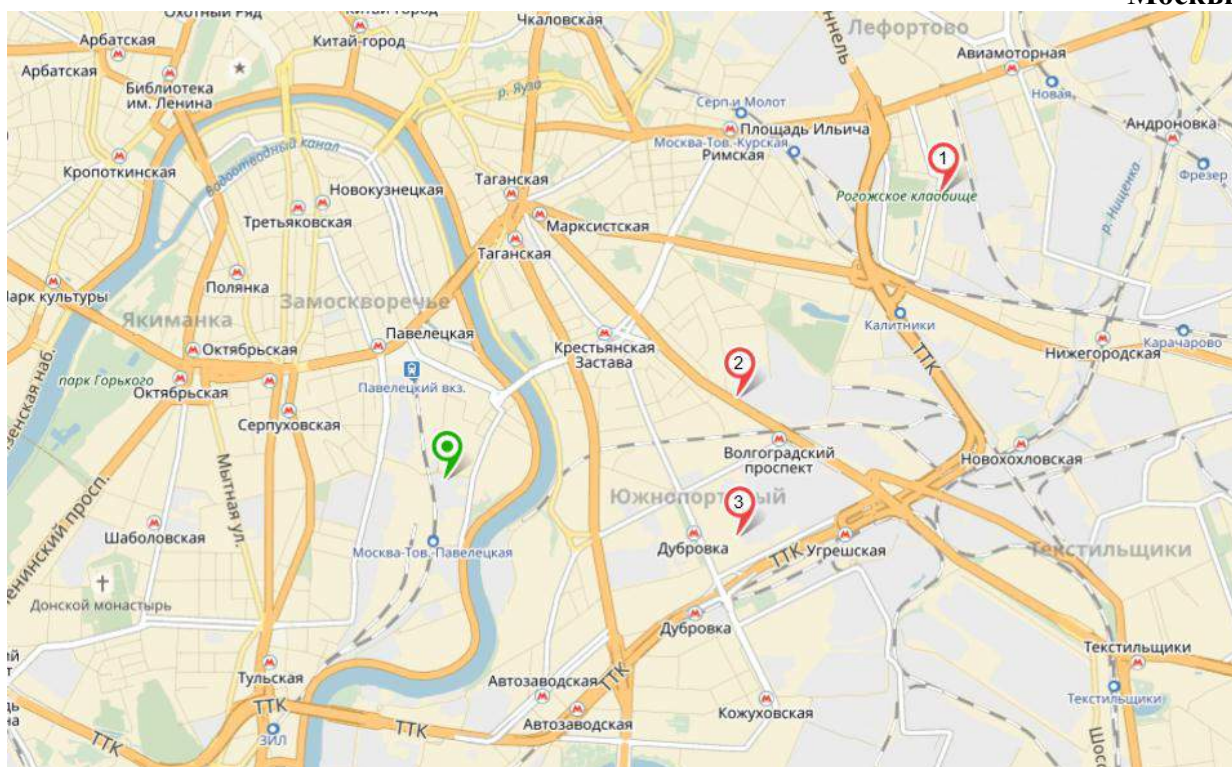 Москвы
Охотный Ряд
Китай-город
Чкаловская
Лефортово
Арбатская
Китай-город
Авиамоторная
Арбатская
Библиотека
им. Ленина
р. Яуза
Серп и Молот
Новая
Площадь Ильича
Андроновка
Москва-Тов. Курская
Римская
1
Водоотводный канал
Кропоткинская
Таганская
Фрезер
Новокузнецкая
Рогожское кладбище
р. Нищенко
Третьяковская
Марксистская
Таганская
Полянка
Парк культуры
Замоскворечье
Якиманка
Калитники
Павелецкая
Карачарово
Октябрьская
Крестьянская
Застава
ТТК
Нижегородская
2
парк Горького
Павелецкий вкз.
Октябрьская
Серпуховская
Волгоградский
проспект
Новохохловская
Мытная ул.
Ленинский просп.
Южнопортовый
3
Шаболовская
Москва-Тов.-Павелецкая
Дубровка
ТТК
Угрешская
Текстильщики
Донской монастырь
Дубровка
Текстильщики
Тульская
Автозаводская
ТТК
Текстильщики
ТТК
ТТК
Автозаводская
Кожуховская
ЗИЛ
ТТК